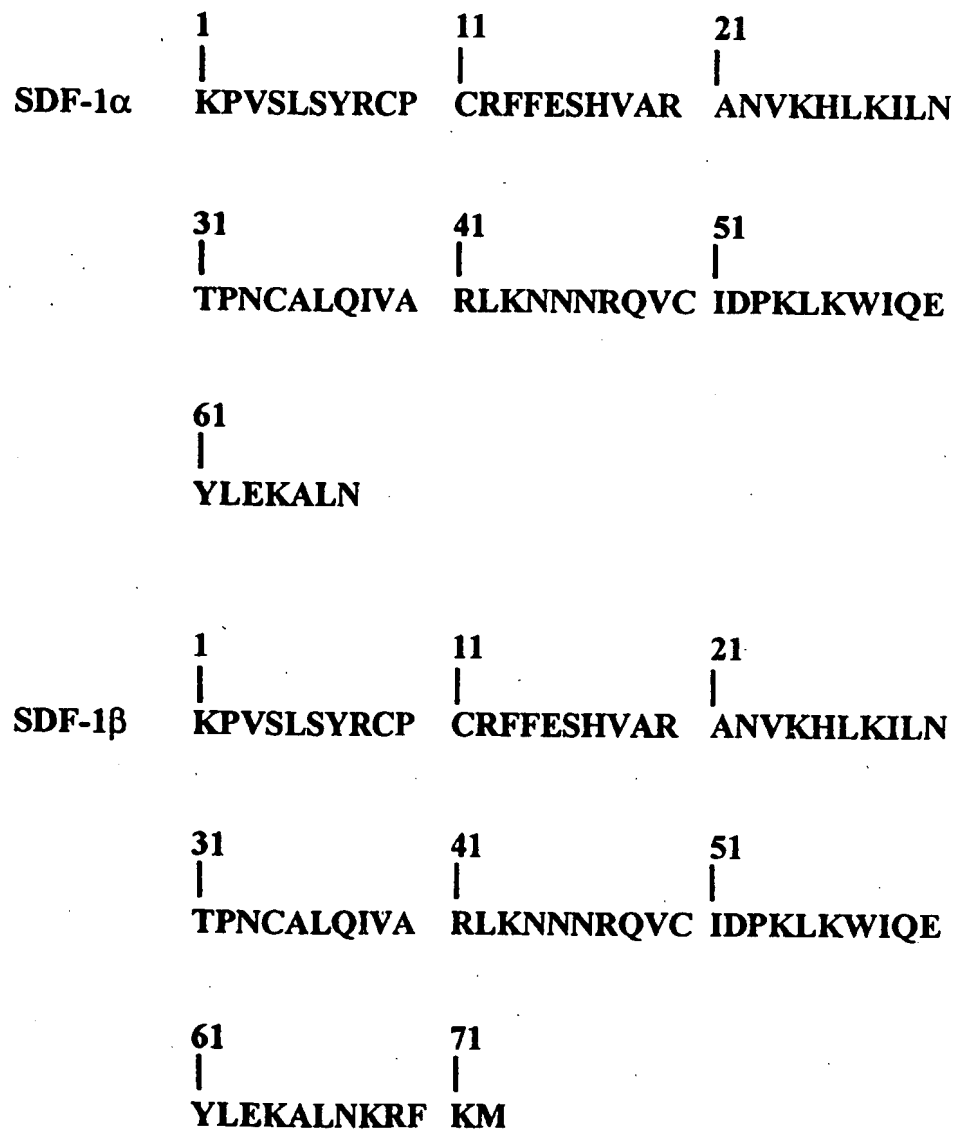 1 11 21
SDF-1α KPVSLSYRCP CRFFESHVAR ANVKHLKILN
31 41 51
TPNCALQIVA RLKNNNRQVC IDPKLKWIQE
61
YLEKALN
1 11 21
SDF-1β KPVSLSYRCP CRFFESHVAR ANVKHLKILN
31 41 51
TPNCALQIVA RLKNNNRQVC IDPKLKWIQE
61 71
YLEKALNKRF KM